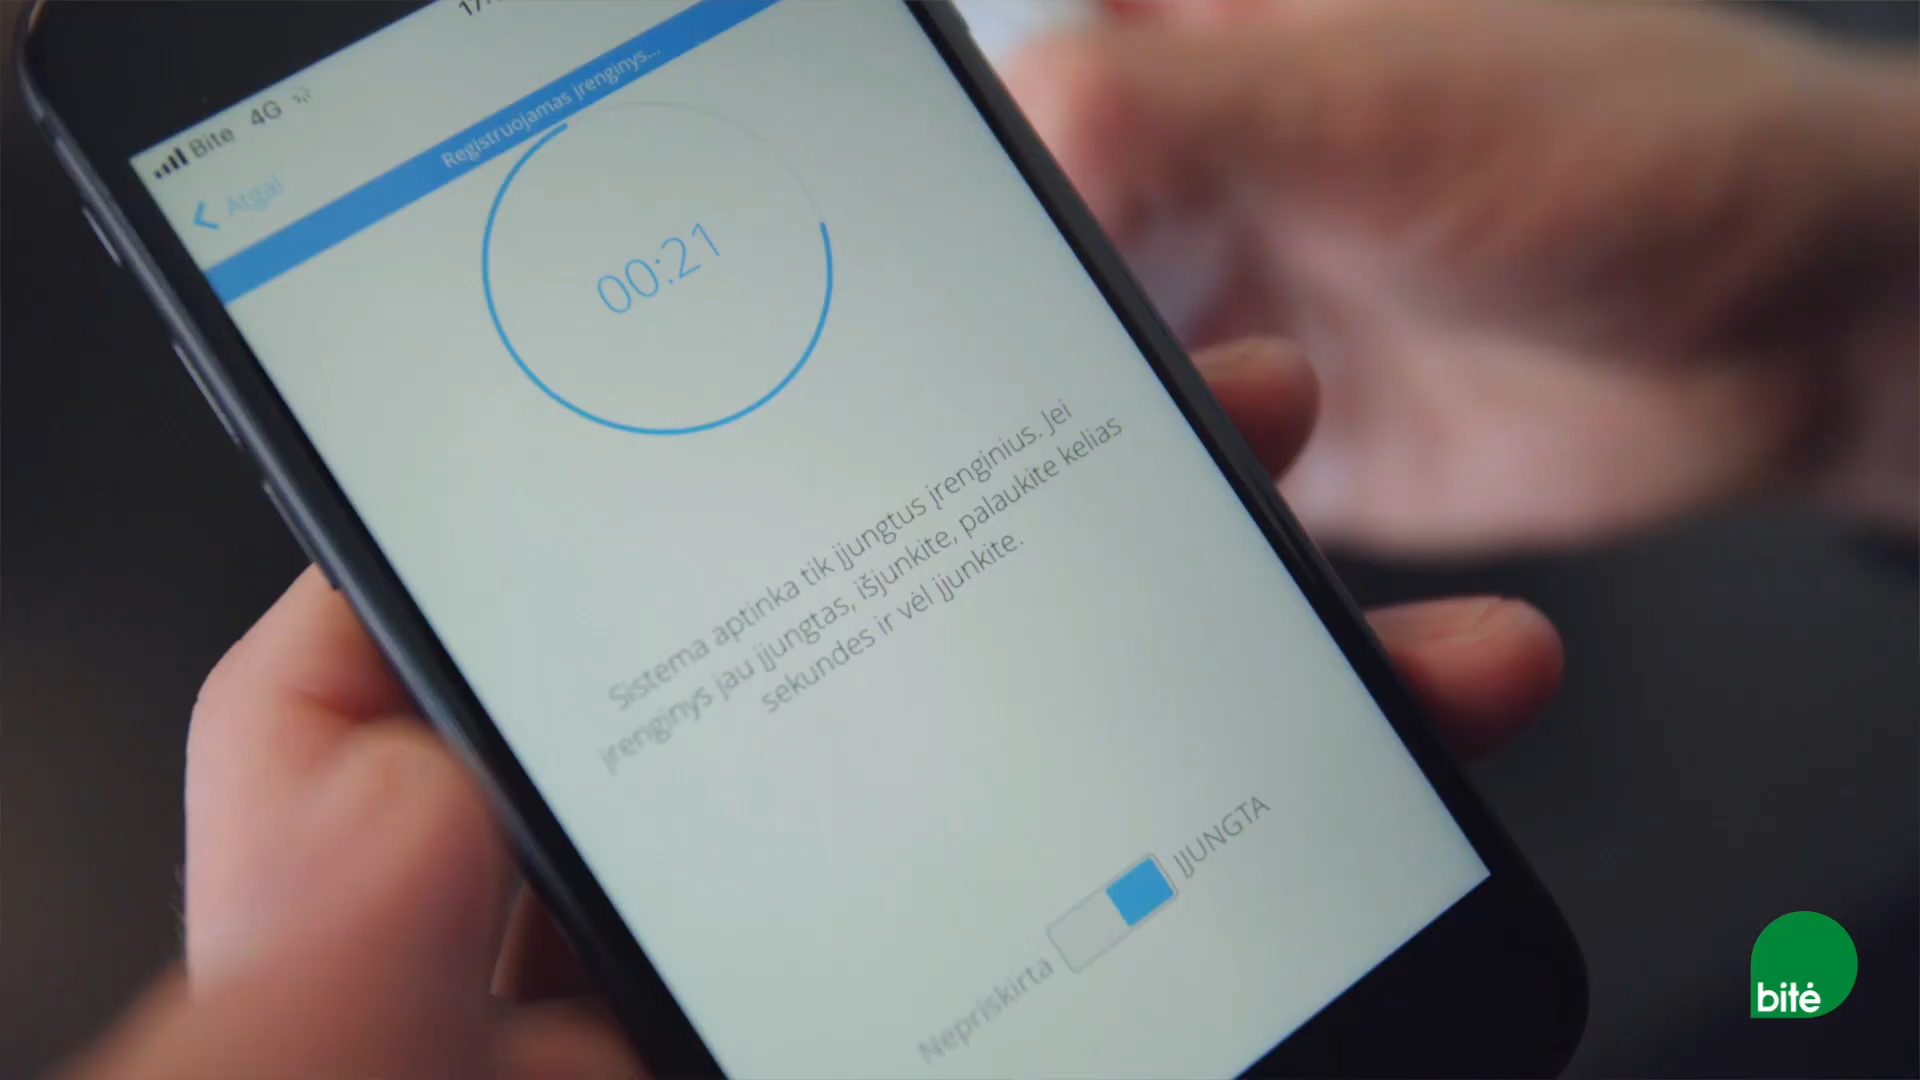 Bite 4G
Atgal
Registruojamas įrenginys...
00:21
Sistema aptinka tik įjungtus įrenginius. Jei
įrenginys jau įjungtas, išjunkite, palaukite kelias
sekundes ir vėl įjunkite.
Nepriskirta
ĮJUNGTA
bitė